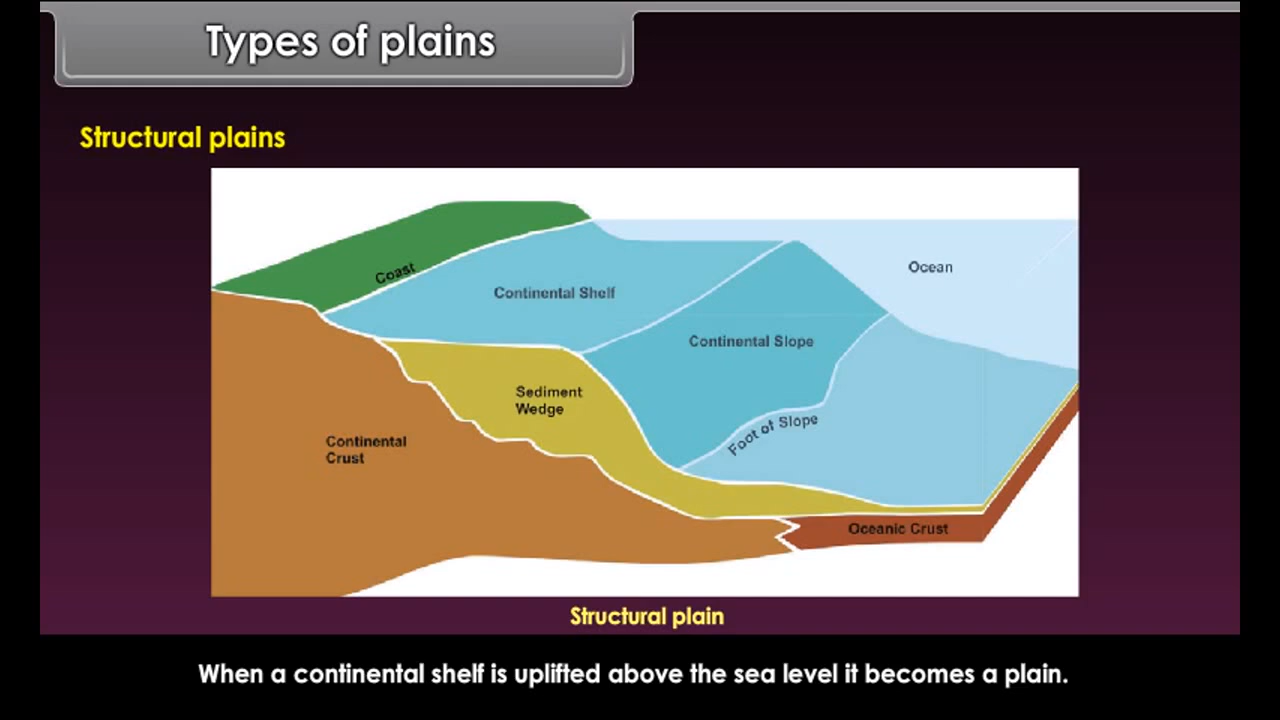 Types of plains
Structural plains
Coast
Continental Shelf
Ocean
Continental Slope
Sediment
Wedge
Foot of Slope
Continental
Crust
Oceanic Crust
Structural plain
When a continental shelf is uplifted above the sea level it becomes a plain.